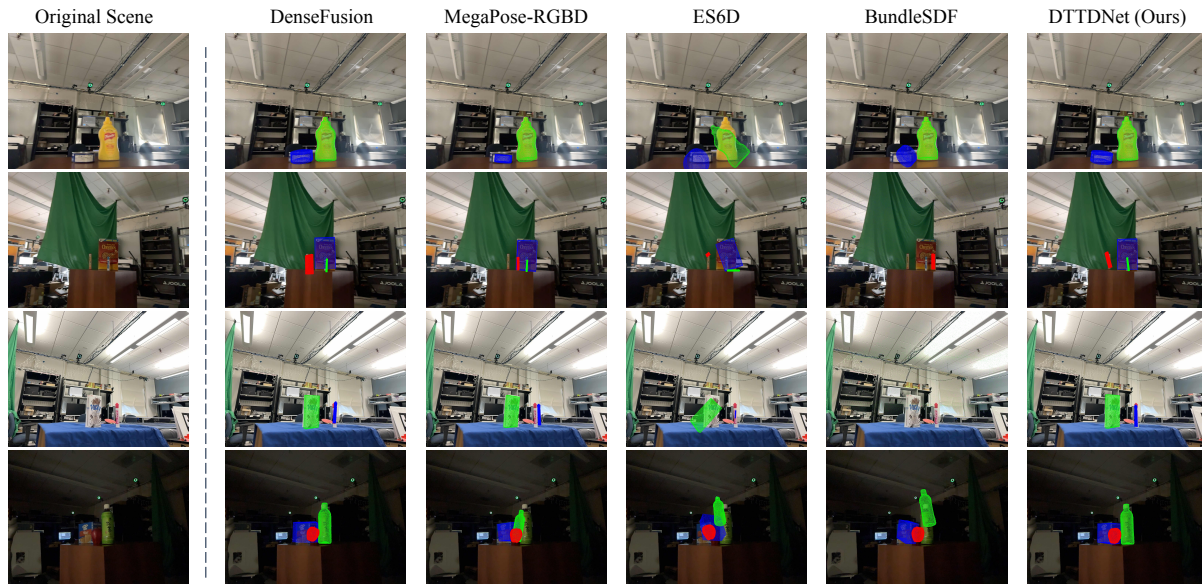 Original Scene
DenseFusion
MegaPose-RGBD
ES6D
BundleSDF
DTTDNet (Ours)